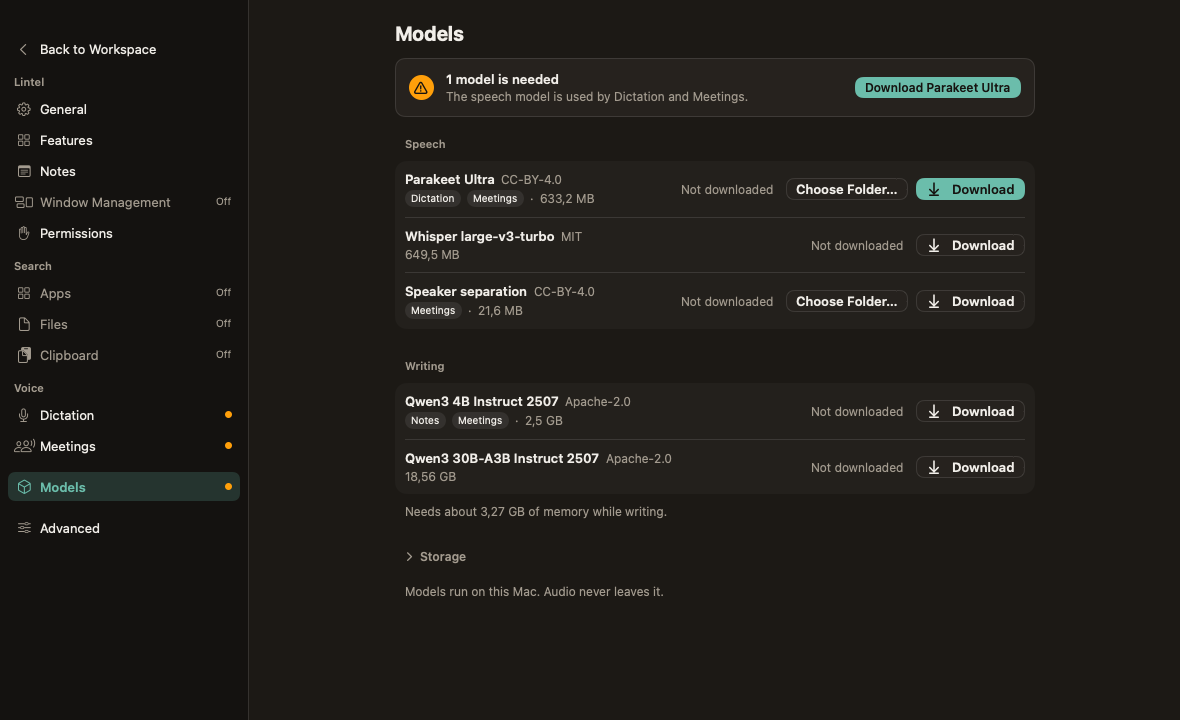 Back to Workspace
Lintel
General
Features
Notes
Window Management Off
Permissions
Search
Apps Off
Files Off
Clipboard Off
Voice
Dictation
Meetings
Models
Advanced
Models
1 model is needed
The speech model is used by Dictation and Meetings.
Download Parakeet Ultra
Speech
Parakeet Ultra CC-BY-4.0
Dictation Meetings · 633,2 MB
Not downloaded Choose Folder... Download
Whisper large-v3-turbo MIT
649,5 MB
Not downloaded Download
Speaker separation CC-BY-4.0
Meetings · 21,6 MB
Not downloaded Choose Folder... Download
Writing
Qwen3 4B Instruct 2507 Apache-2.0
Notes Meetings · 2,5 GB
Not downloaded Download
Qwen3 30B-A3B Instruct 2507 Apache-2.0
18,56 GB
Not downloaded Download
Needs about 3,27 GB of memory while writing.
Storage
Models run on this Mac. Audio never leaves it.